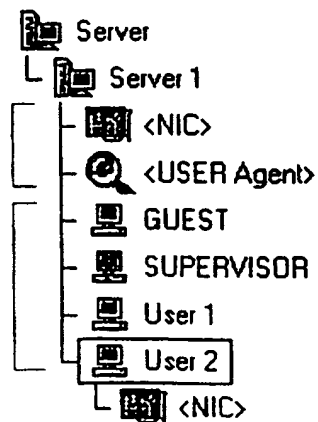 Server
Server 1
<NIC>
<USER Agent>
GUEST
SUPERVISOR
User 1
User 2
<NIC>